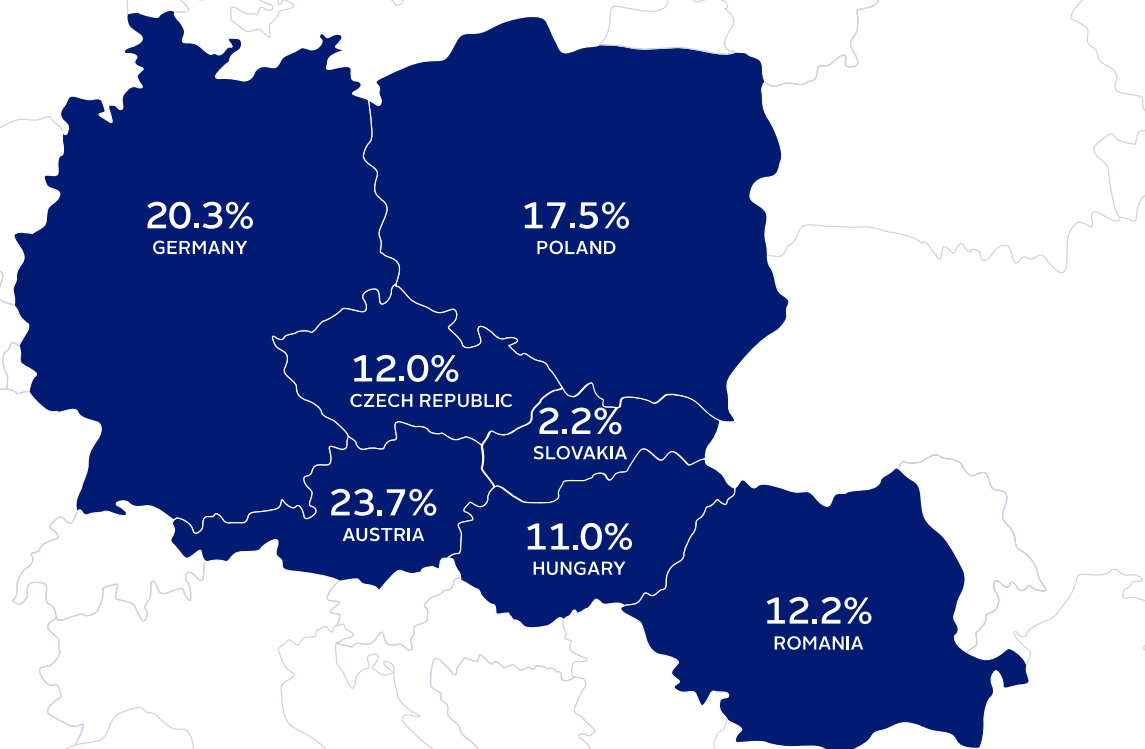 20.3%
GERMANY
17.5%
POLAND
12.0%
CZECH REPUBLIC
2.2%
SLOVAKIA
23.7%
AUSTRIA
11.0%
HUNGARY
12.2%
ROMANIA